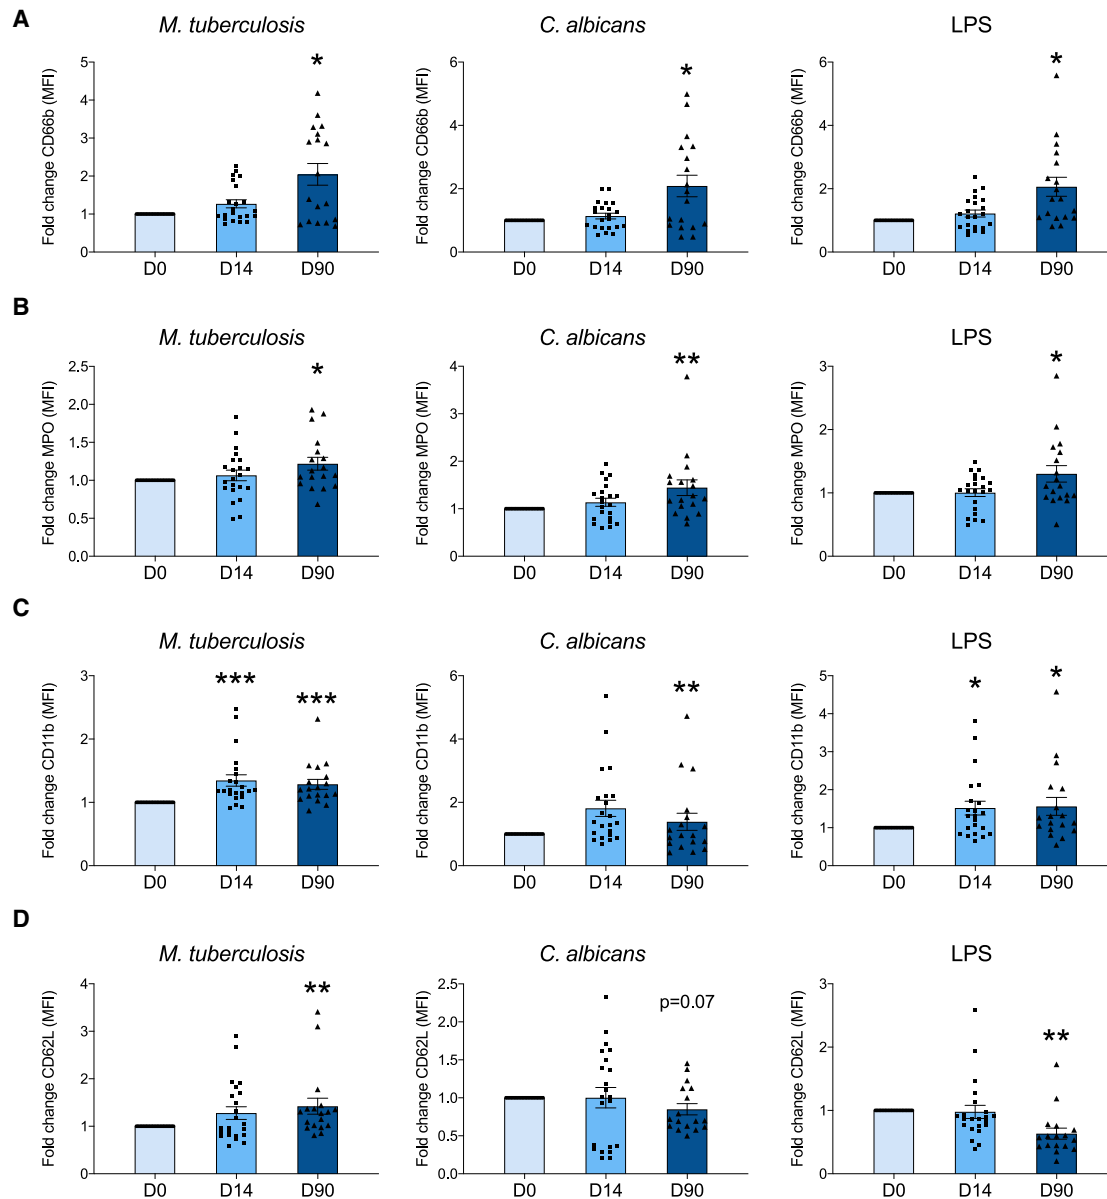 A
M. tuberculosis
C. albicans
LPS
Fold change CD66b (MFI)
5
4
3
2
1
0
*
D0 D14 D90
Fold change CD66b (MFI)
6
4
2
0
*
D0 D14 D90
Fold change CD66b (MFI)
6
4
2
0
*
D0 D14 D90
B
M. tuberculosis
C. albicans
LPS
Fold change MPO (MFI)
2.5
2.0
1.5
1.0
0.5
0.0
*
D0 D14 D90
Fold change MPO (MFI)
4
3
2
1
0
**
D0 D14 D90
Fold change MPO (MFI)
3
2
1
0
*
D0 D14 D90
C
M. tuberculosis
C. albicans
LPS
Fold change CD11b (MFI)
3
2
1
0
***
***
D0 D14 D90
Fold change CD11b (MFI)
6
4
2
0
**
D0 D14 D90
Fold change CD11b (MFI)
5
4
3
2
1
0
*
*
D0 D14 D90
D
M. tuberculosis
C. albicans
LPS
Fold change CD62L (MFI)
4
3
2
1
0
**
D0 D14 D90
Fold change CD62L (MFI)
2.5
2.0
1.5
1.0
0.5
0.0
p=0.07
D0 D14 D90
Fold change CD62L (MFI)
3
2
1
0
**
D0 D14 D90